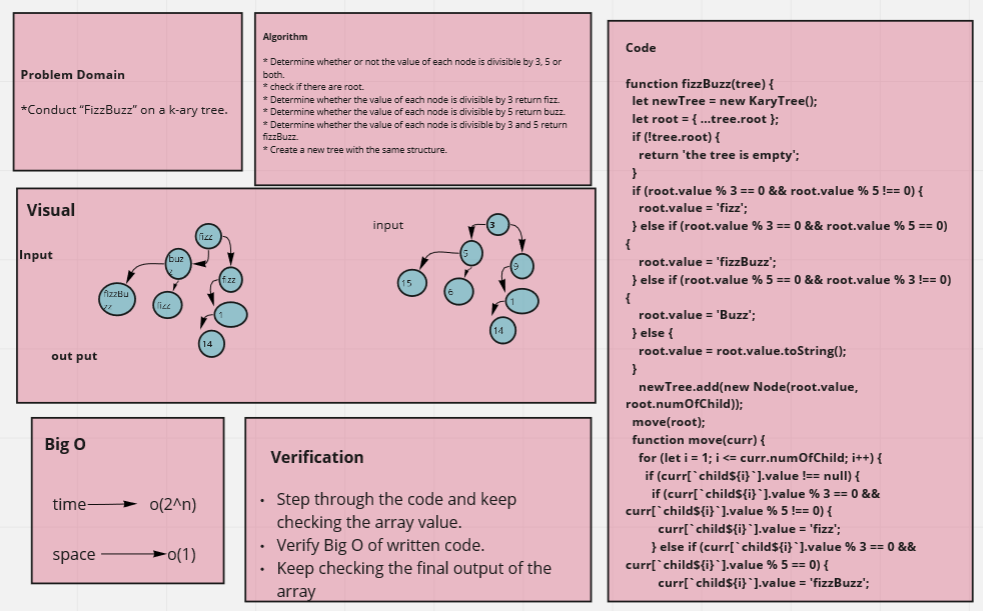 Problem Domain
*Conduct “FizzBuzz” on a k-ary tree.
Algorithm
* Determine whether or not the value of each node is divisible by 3, 5 or
both.
* check if there are root.
* Determine whether the value of each node is divisible by 3 return fizz.
* Determine whether the value of each node is divisible by 5 return buzz.
* Determine whether the value of each node is divisible by 3 and 5 return
fizzBuzz.
* Create a new tree with the same structure.
Visual
Input
fizz
buz
z
fizz
fizzBu
zz
fizz
1
14
out put
input
3
5
9
15
6
1
14
Big O
time
o(2^n)
space
o(1)
Verification
• Step through the code and keep
checking the array value.
• Verify Big O of written code.
• Keep checking the final output of the
array
Code
function fizzBuzz(tree) {
let newTree = new KaryTree();
let root = { ...tree.root };
if (!tree.root) {
return 'the tree is empty';
}
if (root.value % 3 == 0 && root.value % 5 !== 0) {
root.value = 'fizz';
} else if (root.value % 3 == 0 && root.value % 5 == 0)
{
root.value = 'fizzBuzz';
} else if (root.value % 5 == 0 && root.value % 3 !== 0)
{
root.value = 'Buzz';
} else {
root.value = root.value.toString();
}
newTree.add(new Node(root.value,
root.numOfChild));
move(root);
function move(curr) {
for (let i = 1; i <= curr.numOfChild; i++) {
if (curr[`child${i}`].value !== null) {
if (curr[`child${i}`].value % 3 == 0 &&
curr[`child${i}`].value % 5 !== 0) {
curr[`child${i}`].value = 'fizz';
} else if (curr[`child${i}`].value % 3 == 0 &&
curr[`child${i}`].value % 5 == 0) {
curr[`child${i}`].value = 'fizzBuzz';